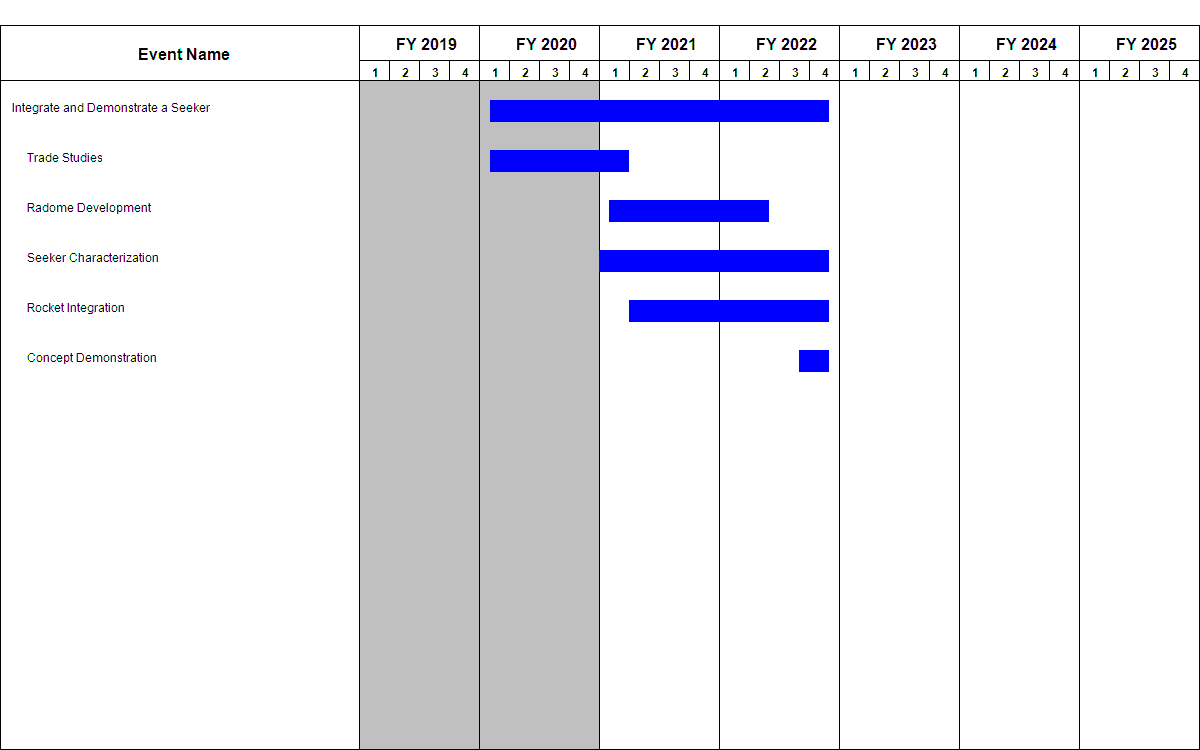 Event Name
FY 2019 FY 2020 FY 2021 FY 2022 FY 2023 FY 2024 FY 2025
1 2 3 4 1 2 3 4 1 2 3 4 1 2 3 4 1 2 3 4 1 2 3 4 1 2 3 4
Integrate and Demonstrate a Seeker
Trade Studies
Radome Development
Seeker Characterization
Rocket Integration
Concept Demonstration